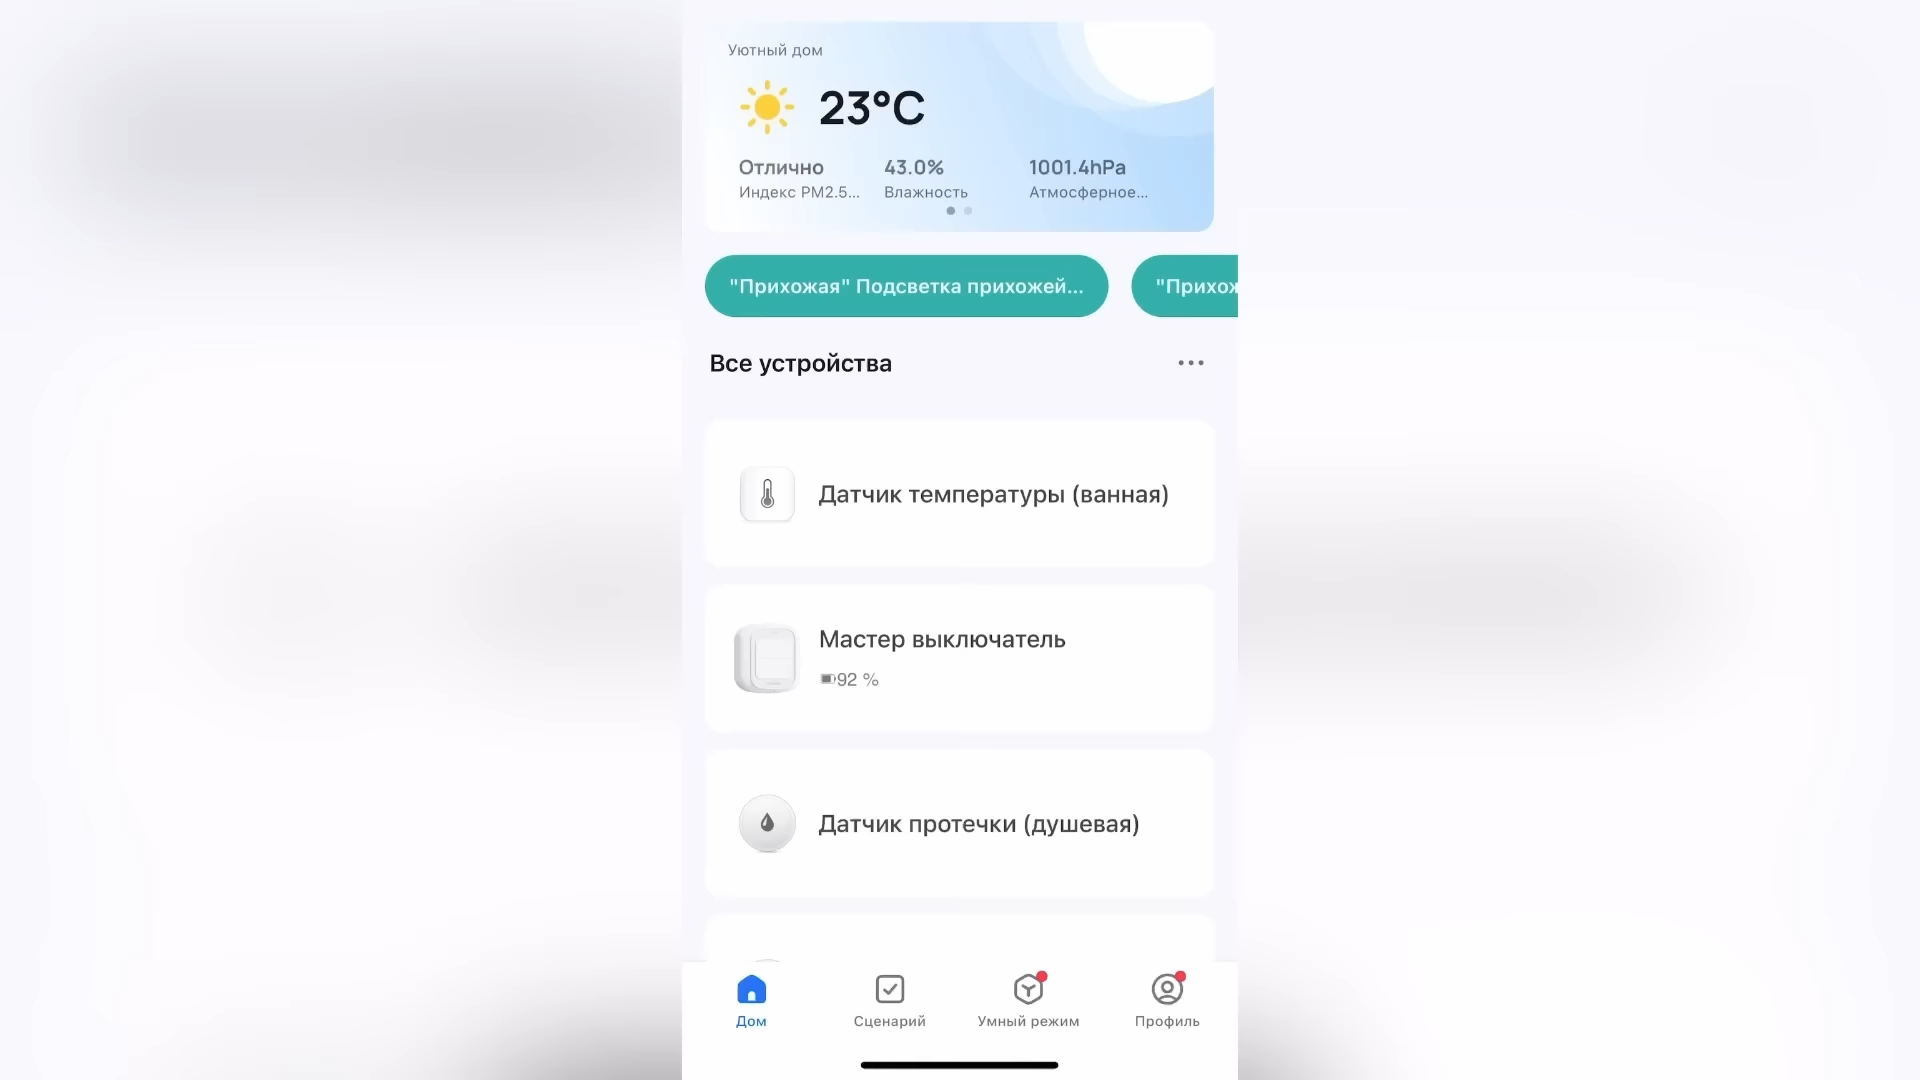 Уютный дом
23°C
Отлично
Индекс PM2.5...
43.0%
Влажность
1001.4hPa
Атмосферное...
"Прихожая" Подсветка прихожей...
"Прихож
Все устройства
Датчик температуры (ванная)
Мастер выключатель
92 %
Датчик протечки (душевая)
Дом
Сценарий
Умный режим
Профиль